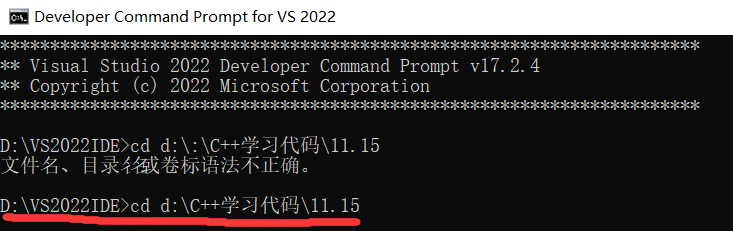 Developer Command Prompt for VS 2022
**********************************************************************
** Visual Studio 2022 Developer Command Prompt v17.2.4
** Copyright (c) 2022 Microsoft Corporation
**********************************************************************
D:\VS2022IDE>cd d:\:\C++学习代码\11.15
文件名、目录名或卷标语法不正确。
D:\VS2022IDE>cd d:\C++学习代码\11.15